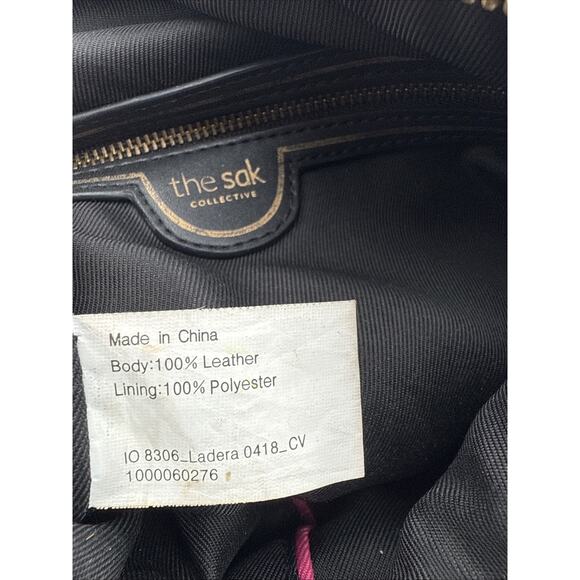 the sak
COLLECTIVE
Made in China
Body:100% Leather
Lining:100% Polyester
IO 8306_Ladera 0418_CV
1000060276